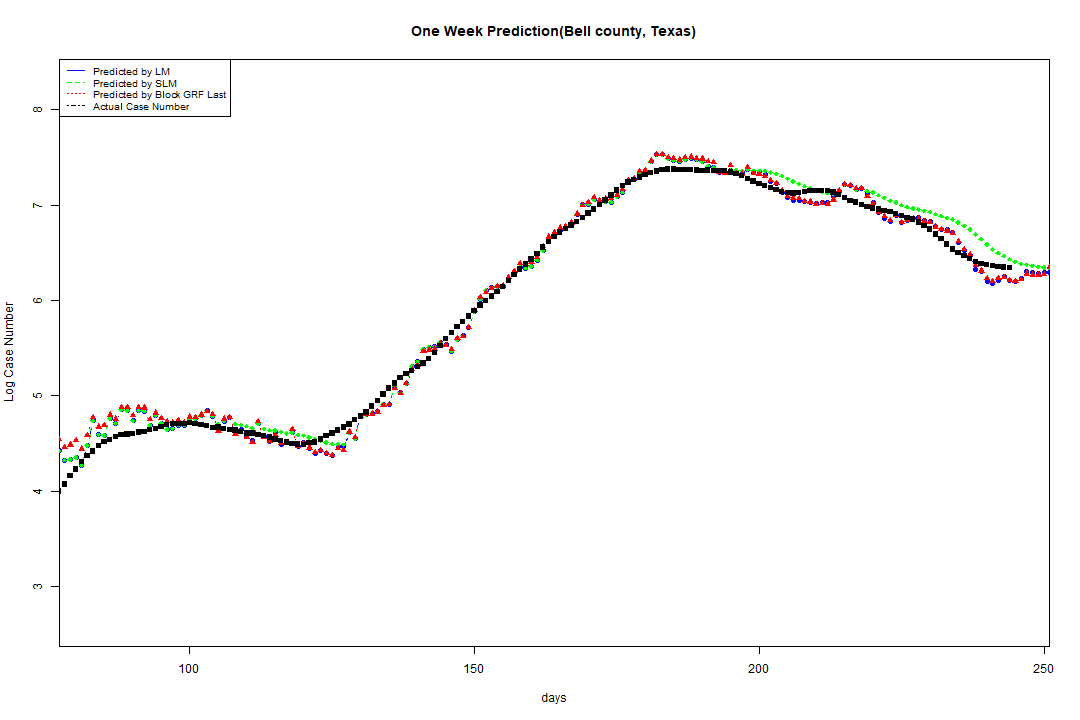 One Week Prediction(Bell county, Texas)
Predicted by LM
Predicted by SLM
Predicted by Block GRF Last
Actual Case Number
8
7
6
5
4
3
Log Case Number
100 150 200 250
days